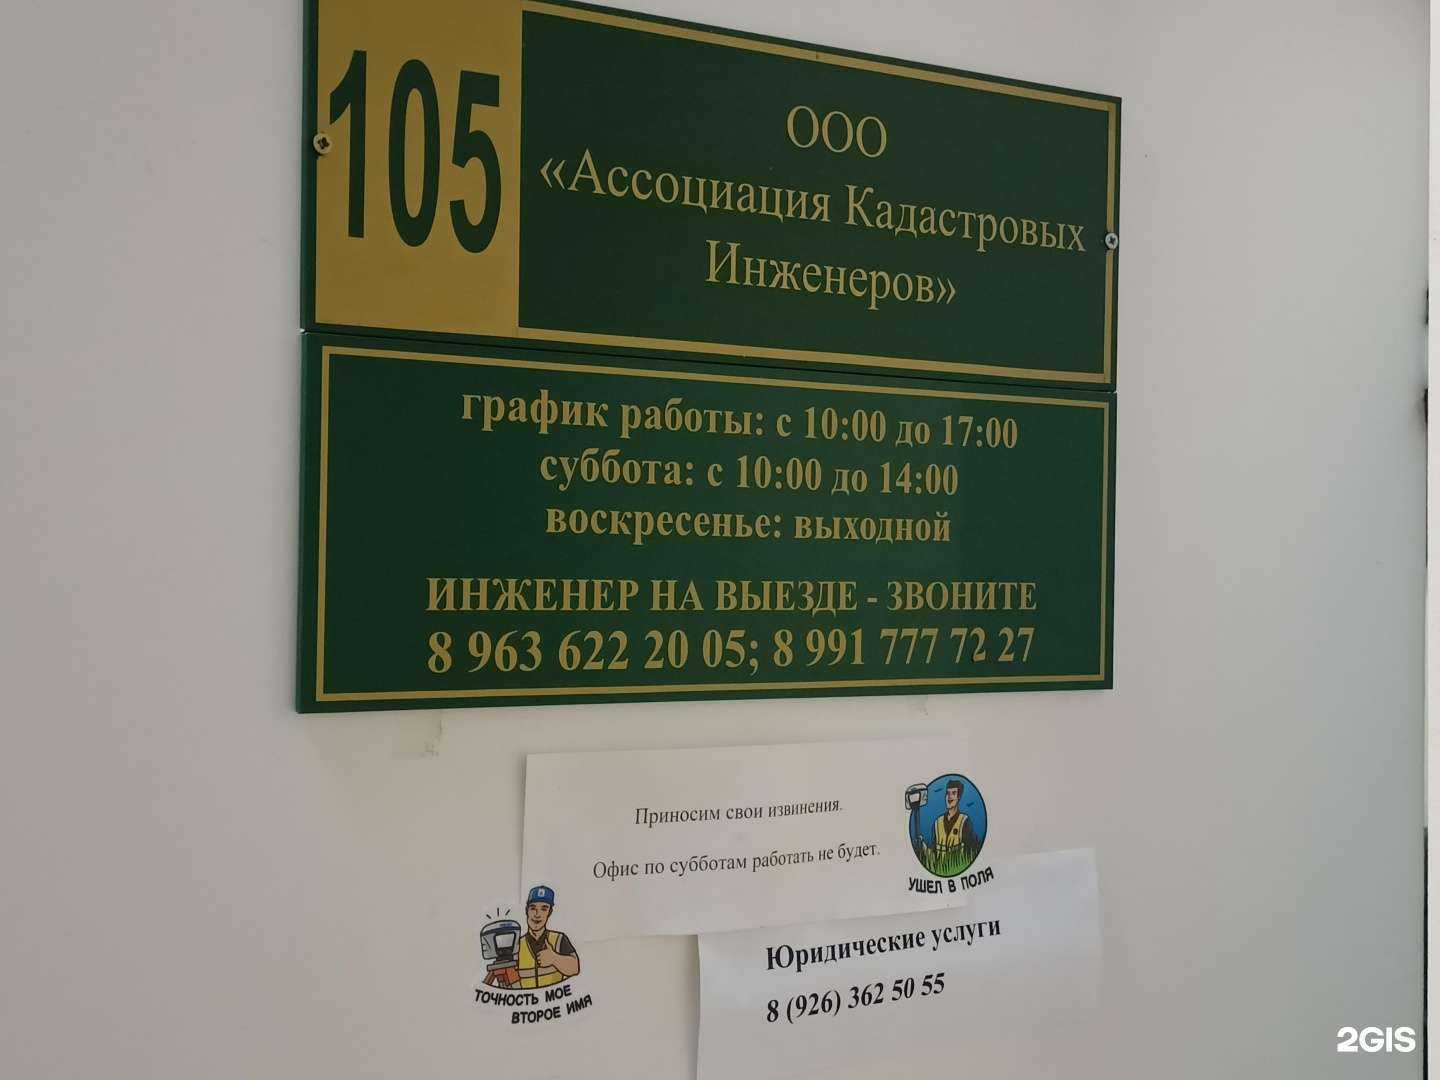 105
ООО
«Ассоциация Кадастровых
Инженеров»
график работы: с 10:00 до 17:00
суббота: с 10:00 до 14:00
воскресенье: выходной
ИНЖЕНЕР НА ВЫЕЗДЕ - ЗВОНИТЕ
8 963 622 20 05; 8 991 777 72 27
Приносим свои извинения.
Офис по субботам работать не будет.
УШЕЛ В ПОЛЯ
ТОЧНОСТЬ МОЕ
ВТОРОЕ ИМЯ
Юридические услуги
8 (926) 362 50 55
2GIS